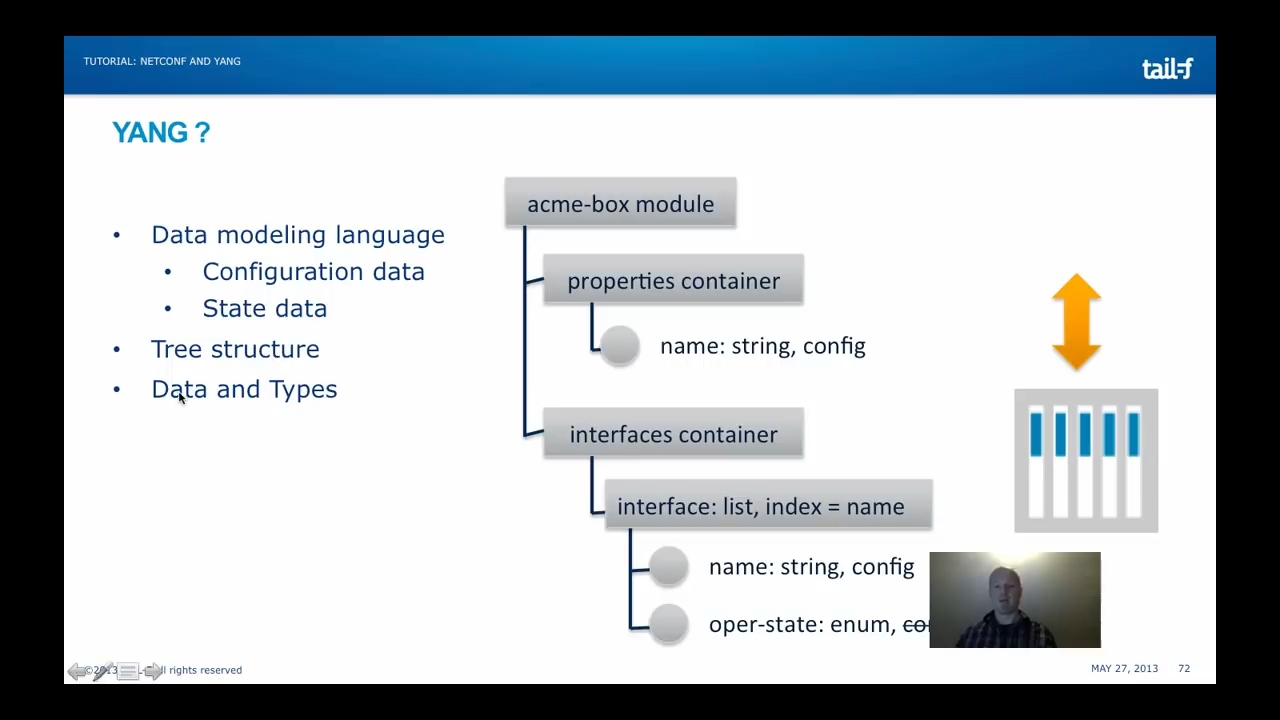 TUTORIAL: NETCONF AND YANG
tail-f
YANG ?
• Data modeling language
• Configuration data
• State data
• Tree structure
• Data and Types
acme-box module
properties container
name: string, config
interfaces container
interface: list, index = name
name: string, config
oper-state: enum,
©2013 all rights reserved
MAY 27, 2013 72